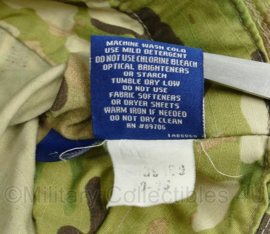 MACHINE WASH COLD
USE MILD DETERGENT
DO NOT USE CHLORINE BLEACH
OPTICAL BRIGHTENERS
OR STARCH
TUMBLE DRY LOW
DO NOT USE
FABRIC SOFTENERS
OR DRYER SHEETS
WARM IRON IF NEEDED
DO NOT DRY CLEAN
RN #89706